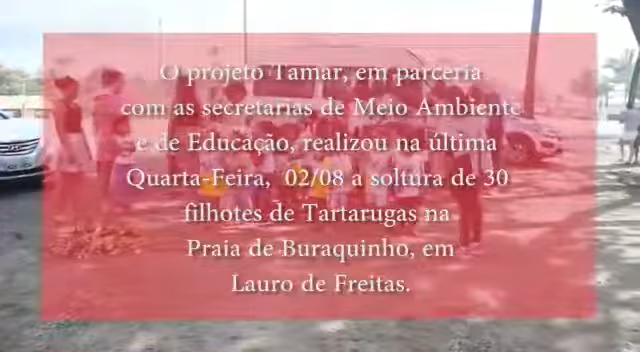 O projeto Tamar, em parceria
com as secretarias de Meio Ambiente
e de Educação, realizou na última
Quarta-Feira, 02/08 a soltura de 30
filhotes de Tartarugas na
Praia de Buraquinho, em
Lauro de Freitas.